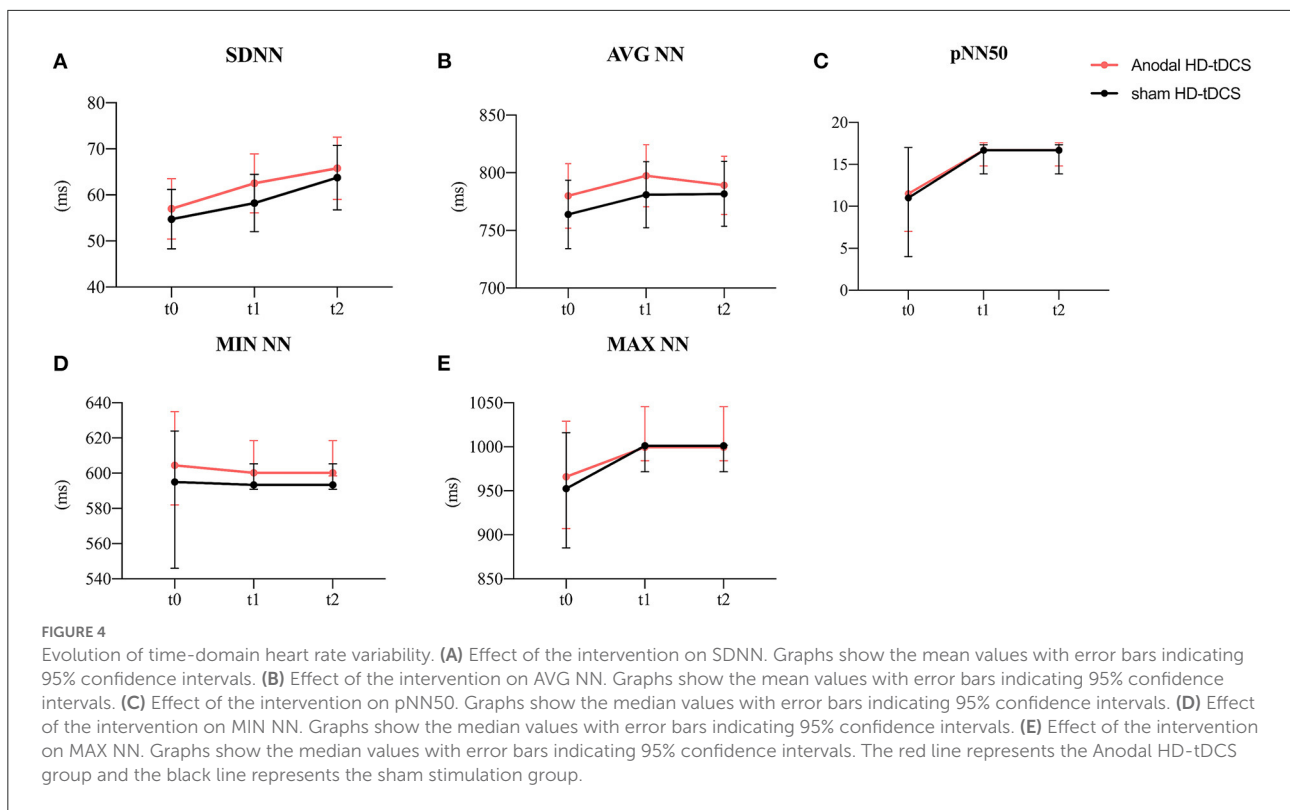 A
SDNN
80
70
60
50
40
(ms)
t0
t1
t2
B
AVG NN
850
800
750
700
(ms)
t0
t1
t2
C
pNN50
20
15
10
5
0
t0
t1
t2
Anodal HD-tDCS
sham HD-tDCS
D
MIN NN
640
620
600
580
560
540
(ms)
t0
t1
t2
E
MAX NN
1050
1000
950
900
850
(ms)
t0
t1
t2
FIGURE 4
Evolution of time-domain heart rate variability. (A) Effect of the intervention on SDNN. Graphs show the mean values with error bars indicating
95% confidence intervals. (B) Effect of the intervention on AVG NN. Graphs show the mean values with error bars indicating 95% confidence
intervals. (C) Effect of the intervention on pNN50. Graphs show the median values with error bars indicating 95% confidence intervals. (D) Effect
of the intervention on MIN NN. Graphs show the median values with error bars indicating 95% confidence intervals. (E) Effect of the intervention
on MAX NN. Graphs show the median values with error bars indicating 95% confidence intervals. The red line represents the Anodal HD-tDCS
group and the black line represents the sham stimulation group.